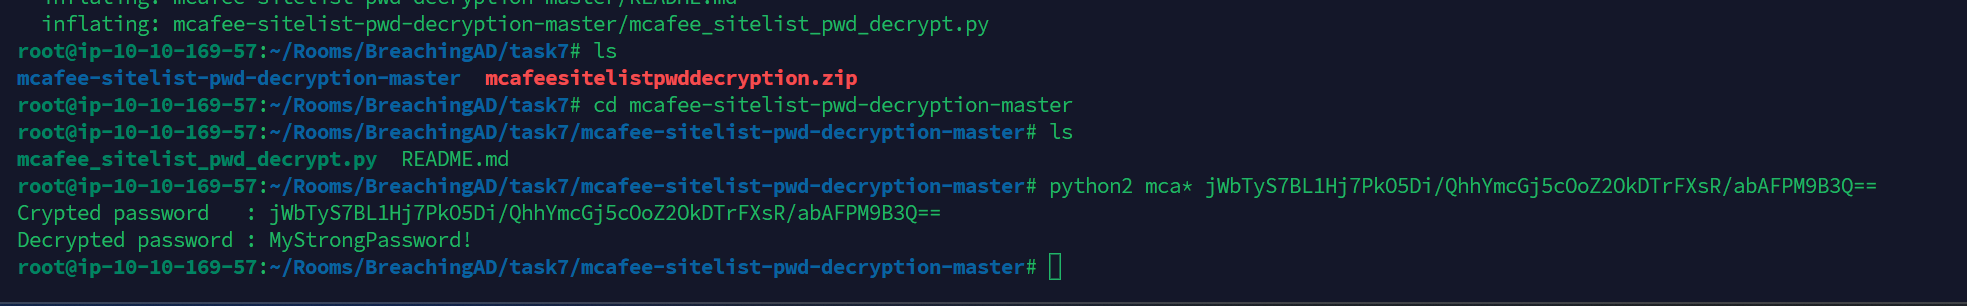 inflating: mcafee-sitelist-pwd-decryption-master/README.md
inflating: mcafee-sitelist-pwd-decryption-master/mcafee_sitelist_pwd_decrypt.py
root@ip-10-10-169-57:~/Rooms/BreachingAD/task7# ls
mcafee-sitelist-pwd-decryption-master  mcafeesitelistpwddecryption.zip
root@ip-10-10-169-57:~/Rooms/BreachingAD/task7# cd mcafee-sitelist-pwd-decryption-master
root@ip-10-10-169-57:~/Rooms/BreachingAD/task7/mcafee-sitelist-pwd-decryption-master# ls
mcafee_sitelist_pwd_decrypt.py  README.md
root@ip-10-10-169-57:~/Rooms/BreachingAD/task7/mcafee-sitelist-pwd-decryption-master# python2 mca* jWbTyS7BL1Hj7PkO5Di/QhhYmcGj5cOoZ2OkDTrFXsR/abAFPM9B3Q==
Crypted password   : jWbTyS7BL1Hj7PkO5Di/QhhYmcGj5cOoZ2OkDTrFXsR/abAFPM9B3Q==
Decrypted password : MyStrongPassword!
root@ip-10-10-169-57:~/Rooms/BreachingAD/task7/mcafee-sitelist-pwd-decryption-master#